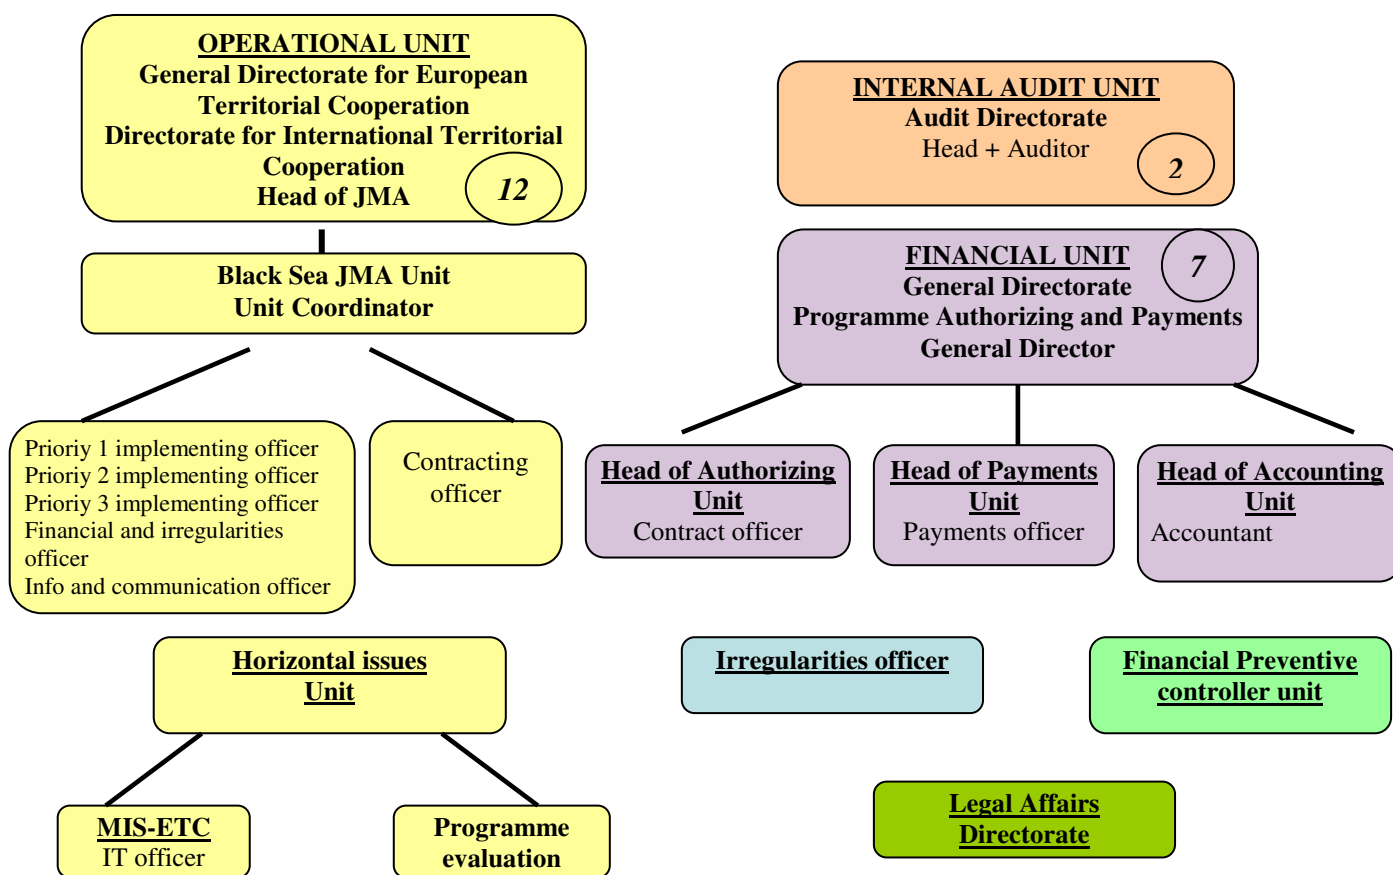 OPERATIONAL UNIT
General Directorate for European
Territorial Cooperation
Directorate for International Territorial
Cooperation
Head of JMA
12
INTERNAL AUDIT UNIT
Audit Directorate
Head + Auditor
2
Black Sea JMA Unit
Unit Coordinator
FINANCIAL UNIT
General Directorate
Programme Authorizing and Payments
General Director
7
Prioriy 1 implementing officer
Prioriy 2 implementing officer
Prioriy 3 implementing officer
Financial and irregularities
officer
Info and communication officer
Contracting
officer
Head of Authorizing
Unit
Contract officer
Head of Payments
Unit
Payments officer
Head of Accounting
Unit
Accountant
Horizontal issues
Unit
Irregularities officer
Financial Preventive
controller unit
MIS-ETC
IT officer
Programme
evaluation
Legal Affairs
Directorate